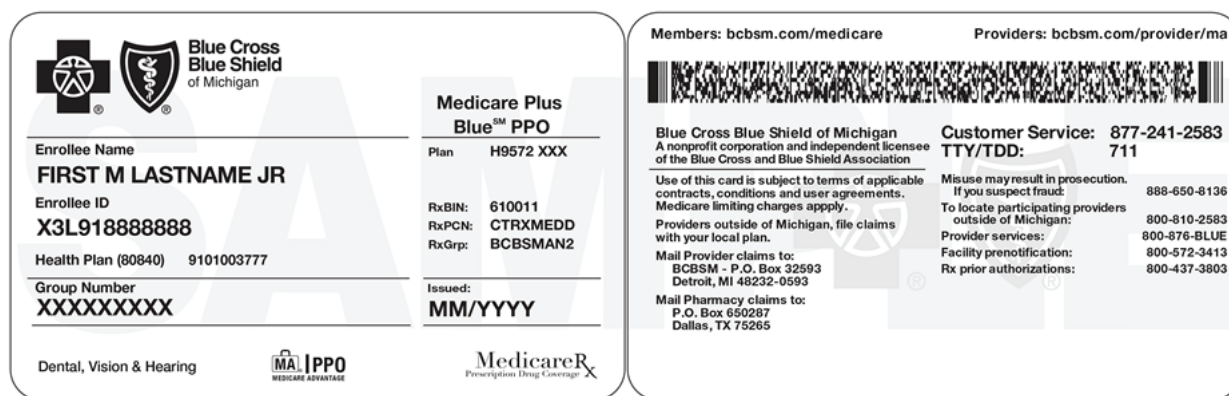 Blue Cross
Blue Shield
of Michigan
®
®
Enrollee Name
FIRST M LASTNAME JR
Enrollee ID
X3L918888888
Health Plan (80840) 9101003777
Group Number
XXXXXXXXX
Dental, Vision & Hearing
MA PPO
MEDICARE ADVANTAGE
Medicare Plus
Blue℠ PPO
Plan H9572 XXX
RxBIN: 610011
RxPCN: CTRXMEDD
RxGrp: BCBSMAN2
Issued:
MM/YYYY
MedicareRx
Prescription Drug Coverage
Members: bcbsm.com/medicare
Providers: bcbsm.com/provider/ma
Blue Cross Blue Shield of Michigan
A nonprofit corporation and independent licensee
of the Blue Cross and Blue Shield Association
Use of this card is subject to terms of applicable
contracts, conditions and user agreements.
Medicare limiting charges appply.
Providers outside of Michigan, file claims
with your local plan.
Mail Provider claims to:
BCBSM - P.O. Box 32593
Detroit, MI 48232-0593
Mail Pharmacy claims to:
P.O. Box 650287
Dallas, TX 75265
Customer Service: 877-241-2583
TTY/TDD: 711
Misuse may result in prosecution.
If you suspect fraud: 888-650-8136
To locate participating providers
outside of Michigan: 800-810-2583
Provider services: 800-876-BLUE
Facility prenotification: 800-572-3413
Rx prior authorizations: 800-437-3803